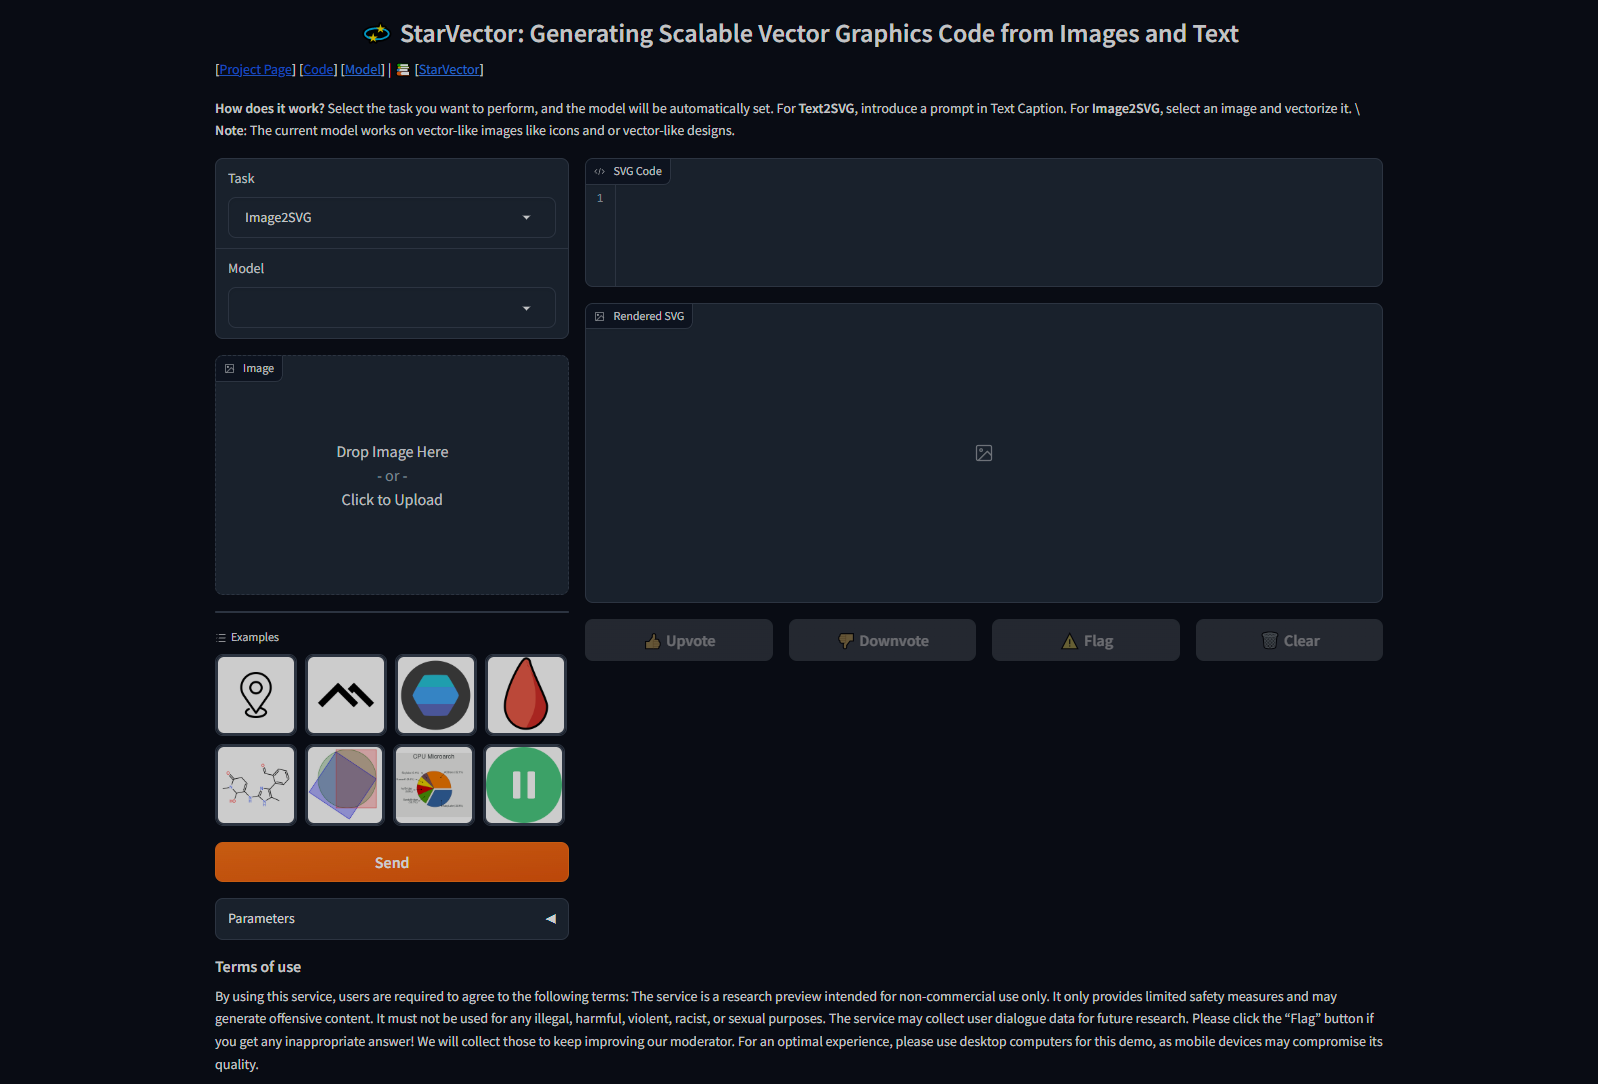 StarVector: Generating Scalable Vector Graphics Code from Images and Text
[Project Page] [Code] [Model] | [StarVector]
How does it work? Select the task you want to perform, and the model will be automatically set. For Text2SVG, introduce a prompt in Text Caption. For Image2SVG, select an image and vectorize it. \
Note: The current model works on vector-like images like icons and or vector-like designs.
Task
Image2SVG
Model
SVG Code
1
Rendered SVG
Image
Drop Image Here
- or -
Click to Upload
Upvote
Downvote
Flag
Clear
Examples
CPU Microarch
Send
Parameters
Terms of use
By using this service, users are required to agree to the following terms: The service is a research preview intended for non-commercial use only. It only provides limited safety measures and may
generate offensive content. It must not be used for any illegal, harmful, violent, racist, or sexual purposes. The service may collect user dialogue data for future research. Please click the “Flag” button if
you get any inappropriate answer! We will collect those to keep improving our moderator. For an optimal experience, please use desktop computers for this demo, as mobile devices may compromise its
quality.